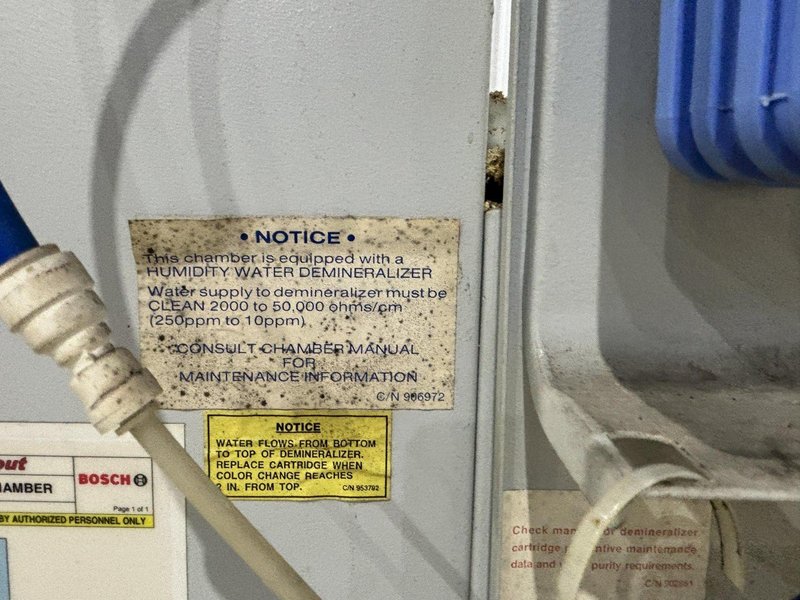 • NOTICE •
This chamber is equipped with a
HUMIDITY WATER DEMINERALIZER
Water supply to demineralizer must be
CLEAN 2000 to 50,000 ohms/cm
(250ppm to 10ppm)
CONSULT CHAMBER MANUAL
FOR
MAINTENANCE INFORMATION
C/N 906972
NOTICE
WATER FLOWS FROM BOTTOM
TO TOP OF DEMINERALIZER.
REPLACE CARTRIDGE WHEN
COLOR CHANGE REACHES
2 IN. FROM TOP.
C/N 953792
out
HAMBER
BOSCH
Page 1 of 1
BY AUTHORIZED PERSONNEL ONLY
Check for demineralizer
cartridge maintenance
data and purity requirements.